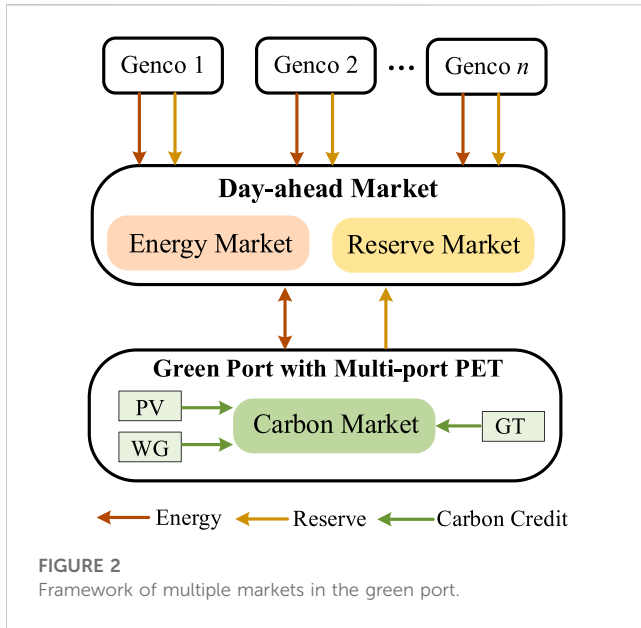 Genco 1 Genco 2 ... Genco n
Day-ahead Market
Energy Market Reserve Market
Green Port with Multi-port PET
PV
Carbon Market GT
WG
Energy Reserve Carbon Credit
FIGURE 2
Framework of multiple markets in the green port.